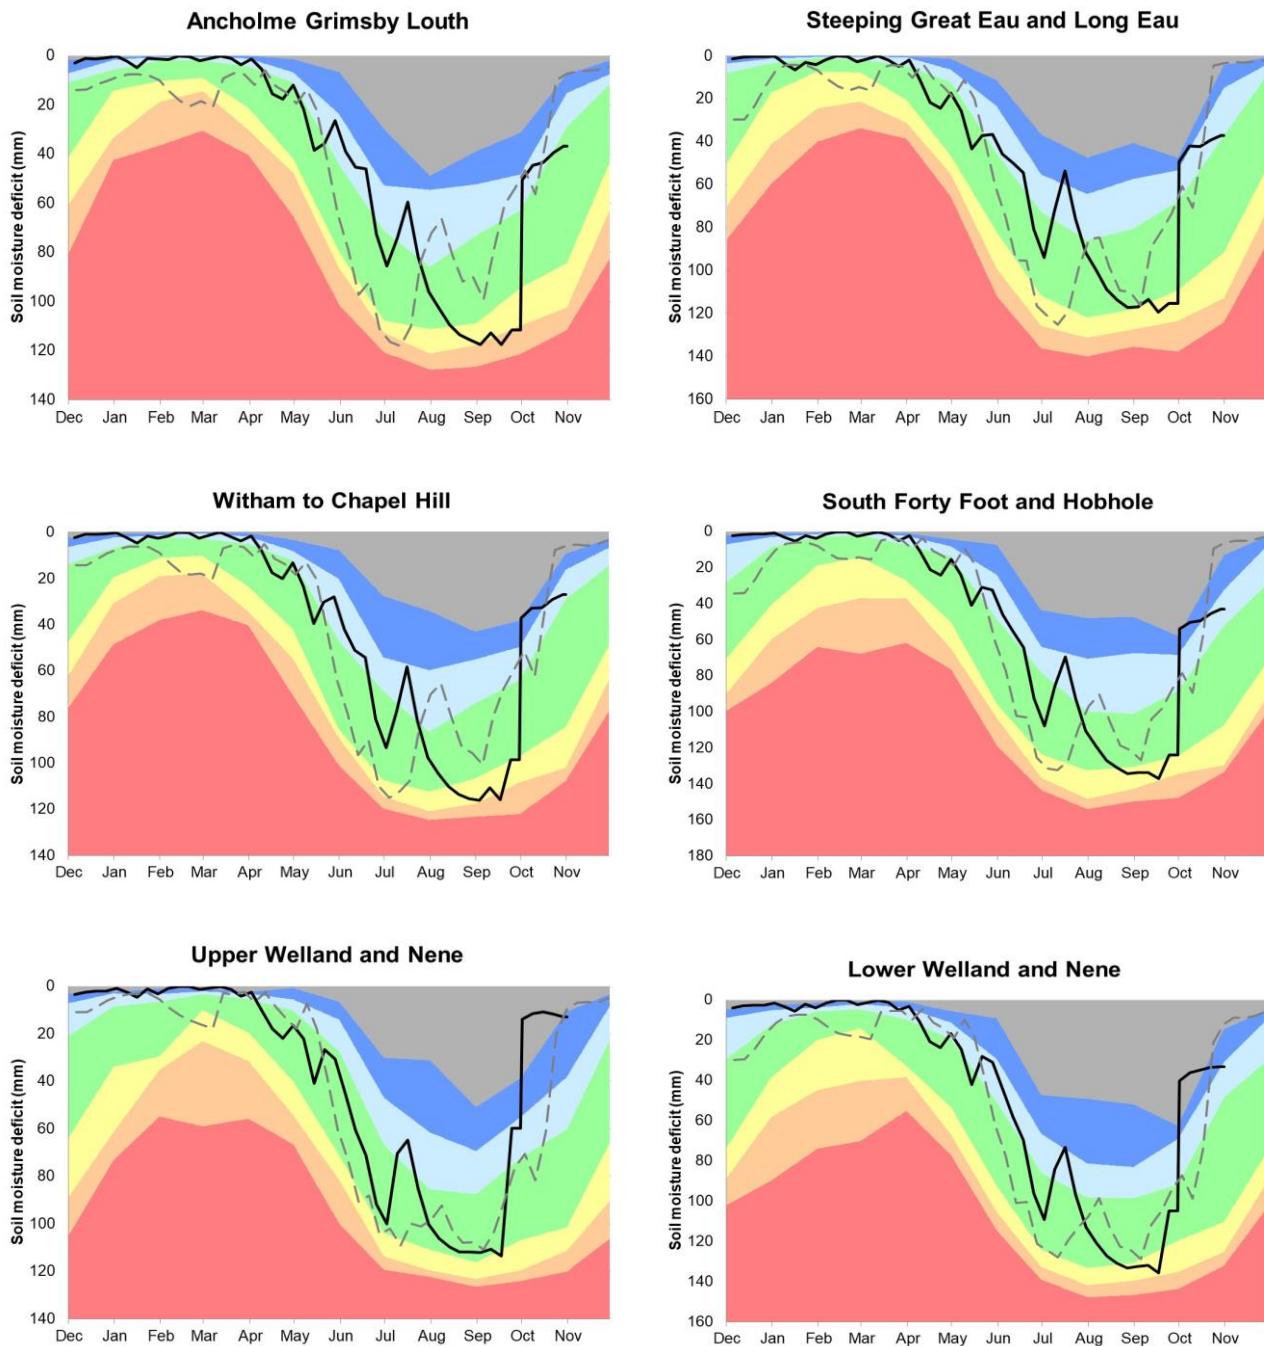 Ancholme Grimsby Louth
Soil moisture deficit (mm)
0
20
40
60
80
100
120
140
Dec Jan Feb Mar Apr May Jun Jul Aug Sep Oct Nov
Steeping Great Eau and Long Eau
Soil moisture deficit (mm)
0
20
40
60
80
100
120
140
160
Dec Jan Feb Mar Apr May Jun Jul Aug Sep Oct Nov
Witham to Chapel Hill
Soil moisture deficit (mm)
0
20
40
60
80
100
120
140
Dec Jan Feb Mar Apr May Jun Jul Aug Sep Oct Nov
South Forty Foot and Hobhole
Soil moisture deficit (mm)
0
20
40
60
80
100
120
140
160
180
Dec Jan Feb Mar Apr May Jun Jul Aug Sep Oct Nov
Upper Welland and Nene
Soil moisture deficit (mm)
0
20
40
60
80
100
120
140
Dec Jan Feb Mar Apr May Jun Jul Aug Sep Oct Nov
Lower Welland and Nene
Soil moisture deficit (mm)
0
20
40
60
80
100
120
140
160
Dec Jan Feb Mar Apr May Jun Jul Aug Sep Oct Nov